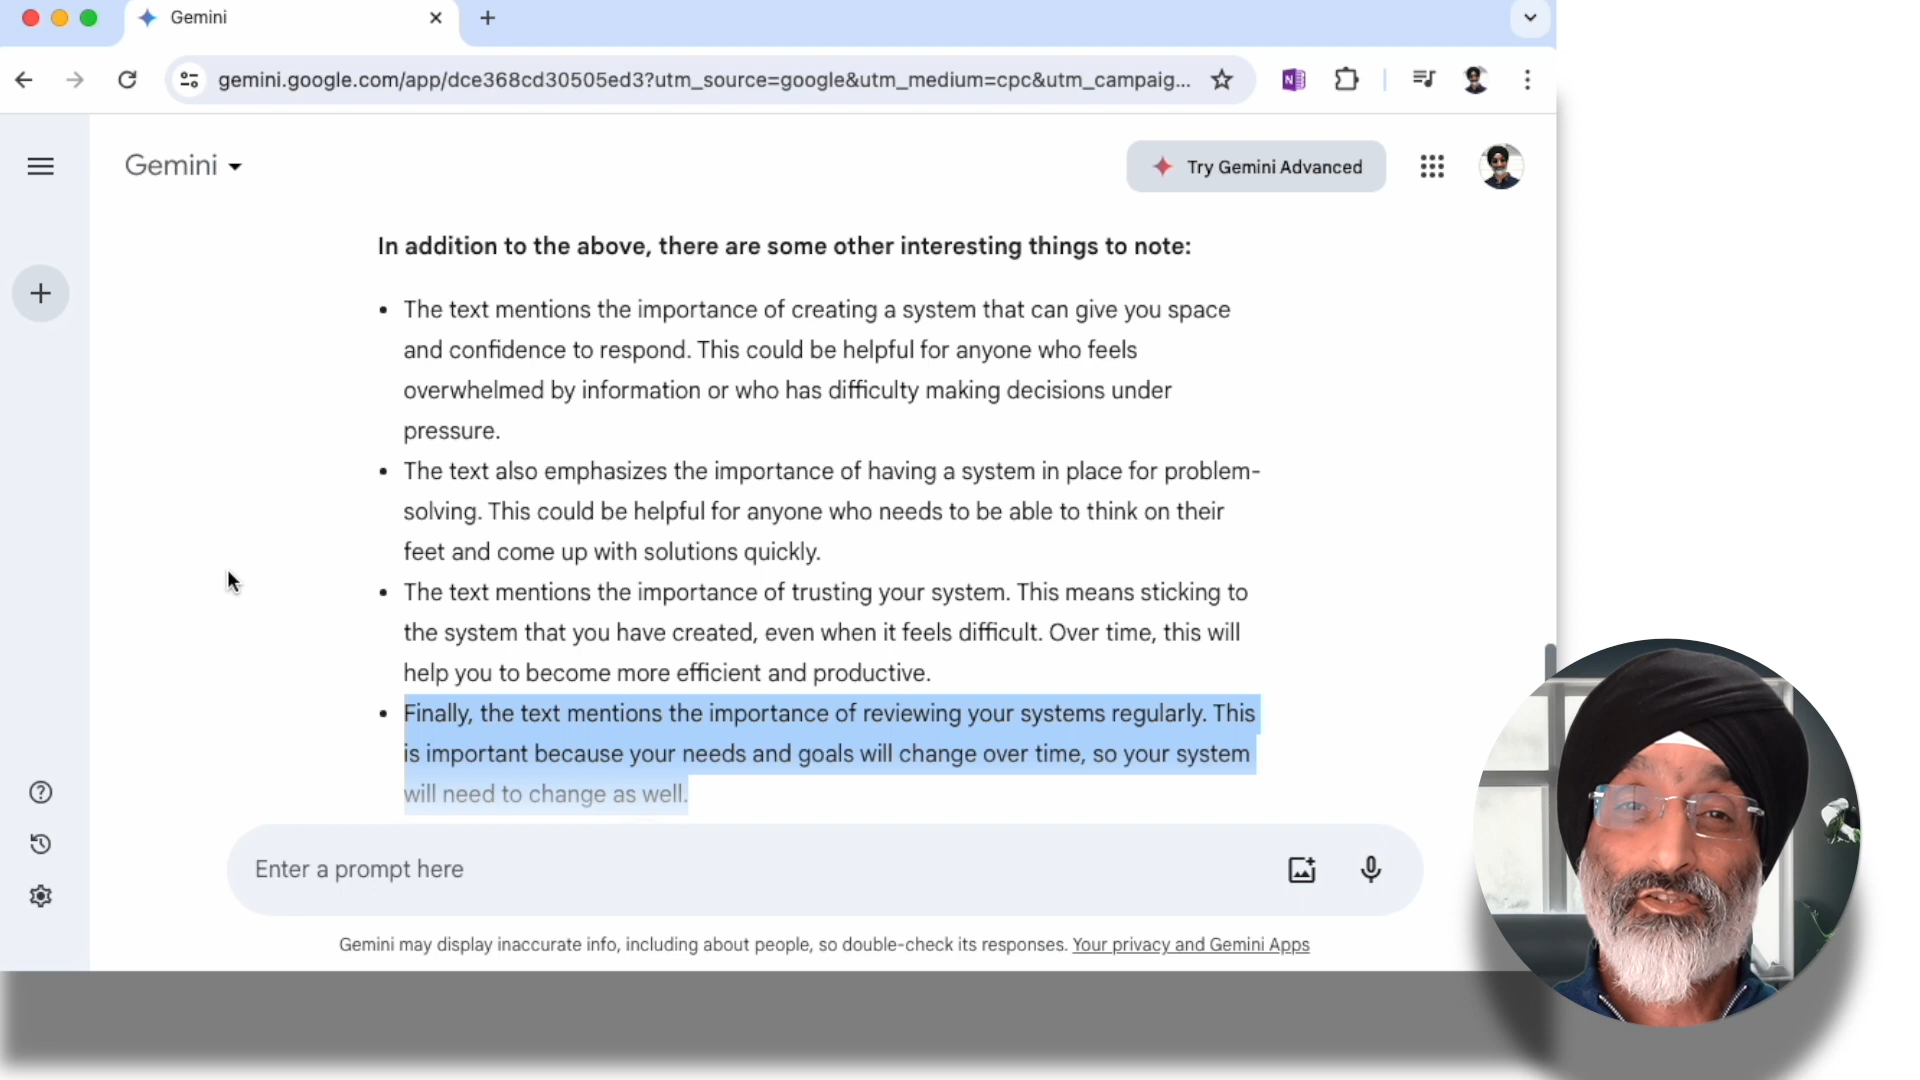 Gemini
gemini.google.com/app/dce368cd30505ed3?utm_source=google&utm_medium=cpc&utm_campaig...
N
Gemini
Try Gemini Advanced
In addition to the above, there are some other interesting things to note:
• The text mentions the importance of creating a system that can give you space
and confidence to respond. This could be helpful for anyone who feels
overwhelmed by information or who has difficulty making decisions under
pressure.
• The text also emphasizes the importance of having a system in place for problem-
solving. This could be helpful for anyone who needs to be able to think on their
feet and come up with solutions quickly.
• The text mentions the importance of trusting your system. This means sticking to
the system that you have created, even when it feels difficult. Over time, this will
help you to become more efficient and productive.
• Finally, the text mentions the importance of reviewing your systems regularly. This
is important because your needs and goals will change over time, so your system
will need to change as well.
Enter a prompt here
Gemini may display inaccurate info, including about people, so double-check its responses. Your privacy and Gemini Apps